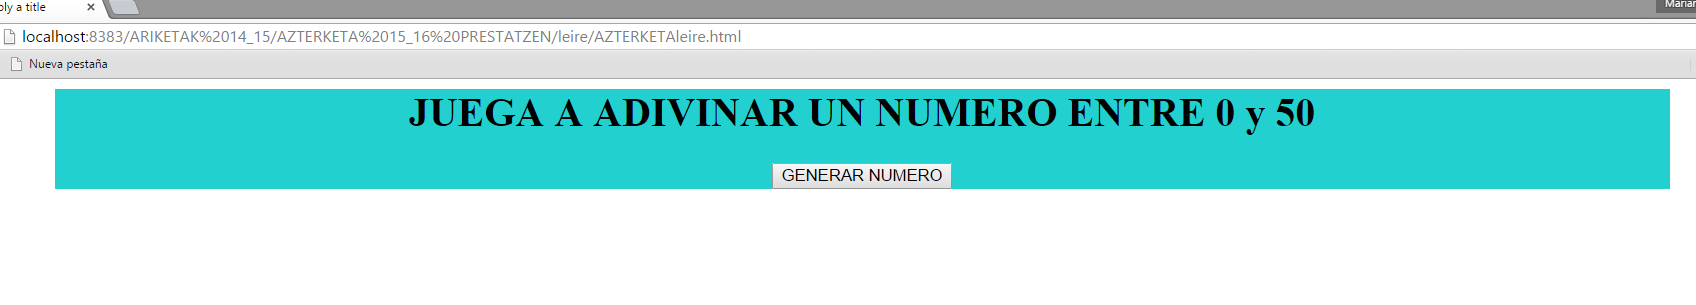 ply a title
Marian
localhost:8383/ARIKETAK%2014_15/AZTERKETA%2015_16%20PRESTATZEN/leire/AZTERKETAleire.html
Nueva pestaña
JUEGA A ADIVINAR UN NUMERO ENTRE 0 y 50
GENERAR NUMERO